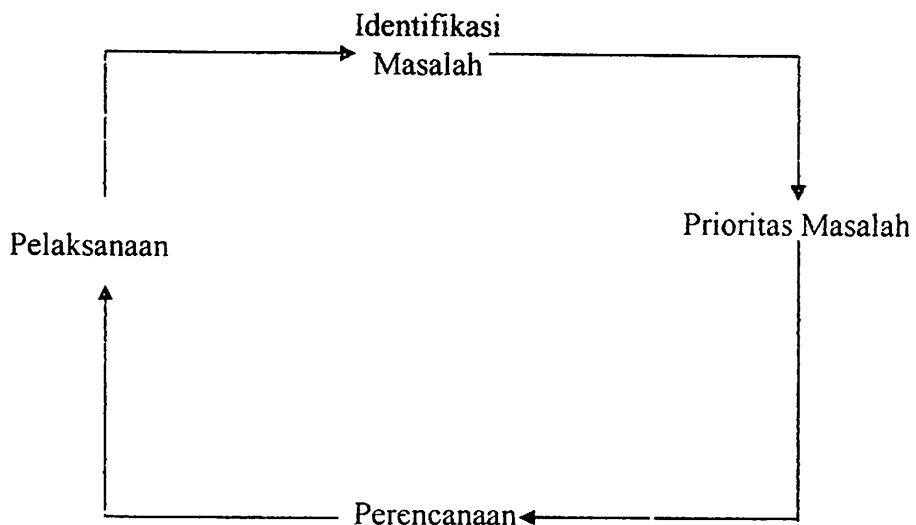 Identifikasi
Masalah
Prioritas Masalah
Pelaksanaan
Perencanaan